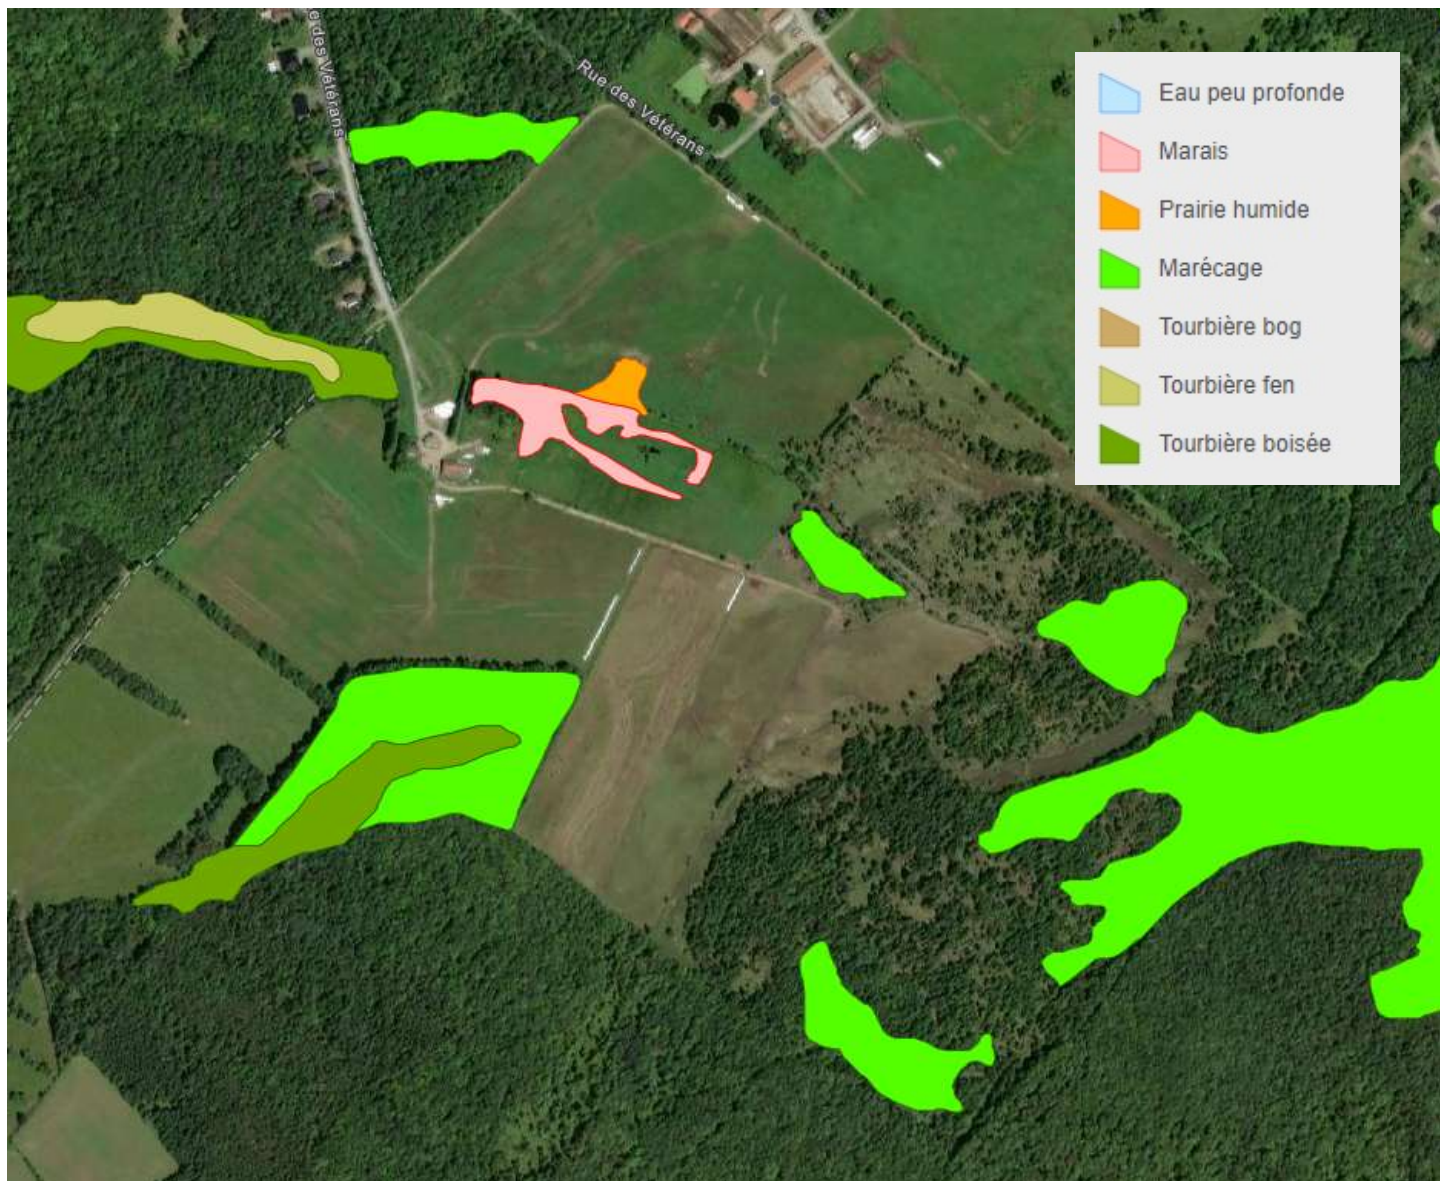 e des Vétérans
Rue des Vétérans
Eau peu profonde
Marais
Prairie humide
Marécage
Tourbière bog
Tourbière fen
Tourbière boisée